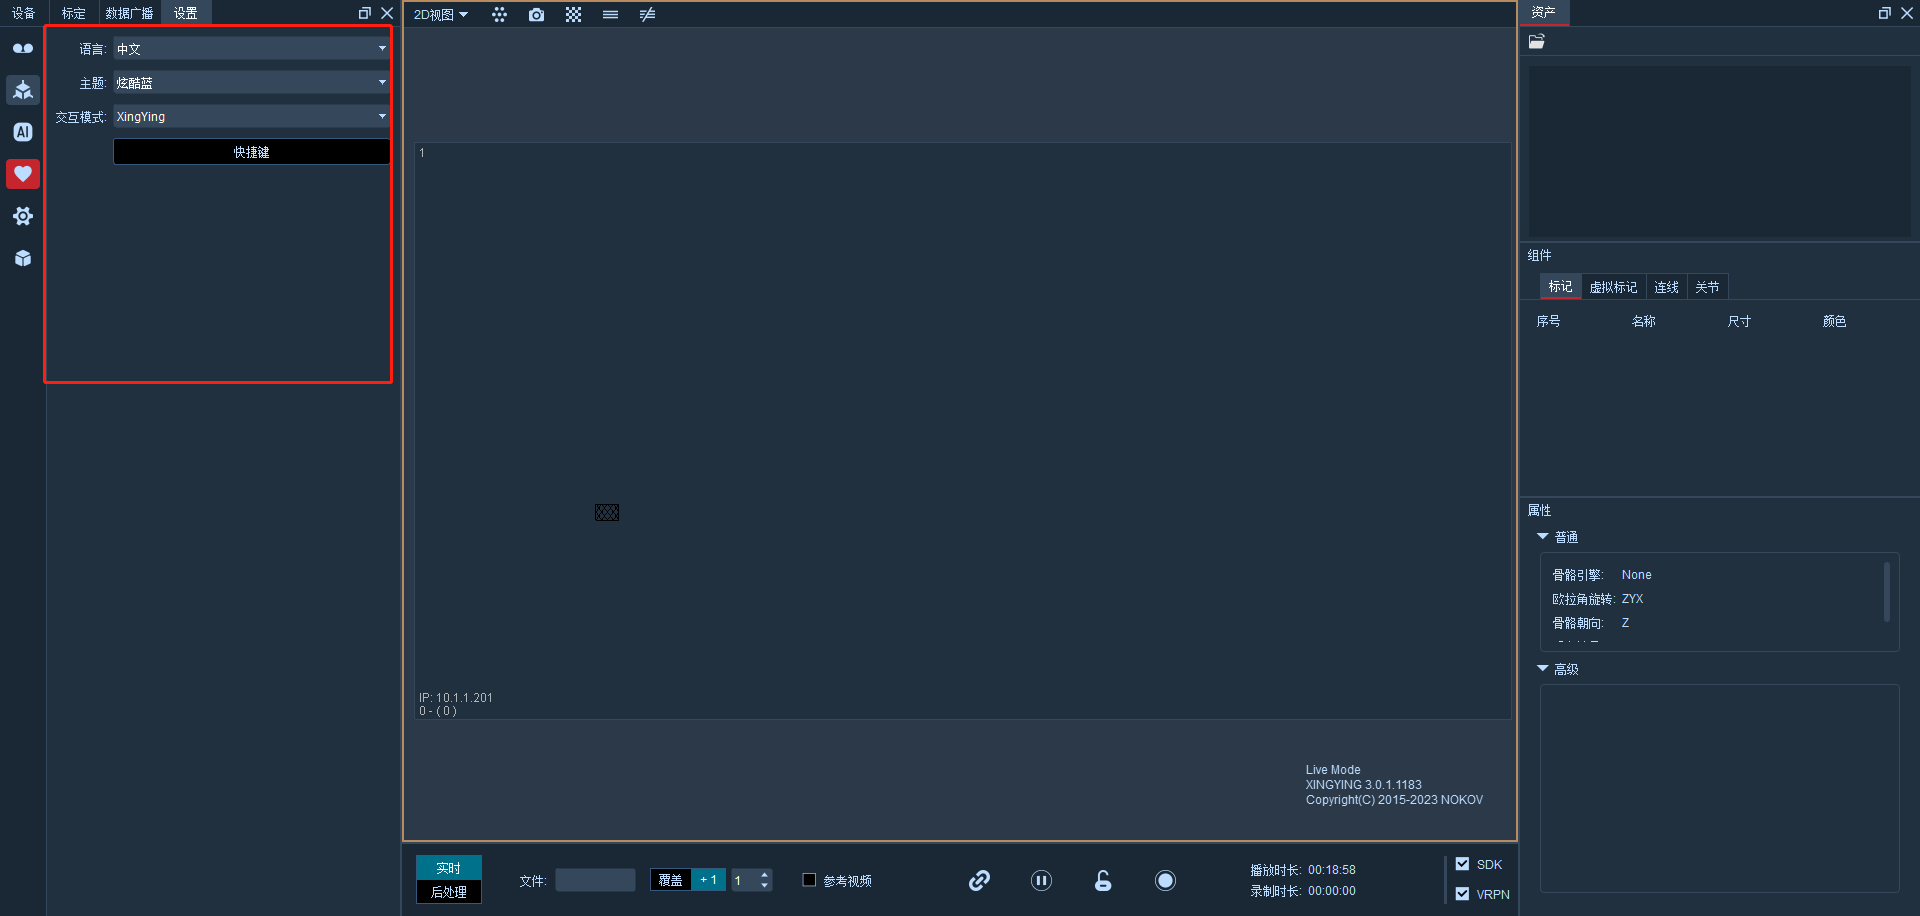 设备 标定 数据广播 设置
语言: 中文
主题: 炫酷蓝
交互模式: XingYing
快捷键
AI
2D视图
1
IP: 10.1.1.201
0 - ( 0 )
Live Mode
XINGYING 3.0.1.1183
Copyright(C) 2015-2023 NOKOV
实时
后处理
文件:
覆盖 + 1 1
参考视频
播放时长: 00:18:58
录制时长: 00:00:00
SDK
VRPN
资产
组件
标记 虚拟标记 连线 关节
序号 名称 尺寸 颜色
属性
普通
骨骼引擎: None
欧拉角旋转: ZYX
骨骼朝向: Z
高级